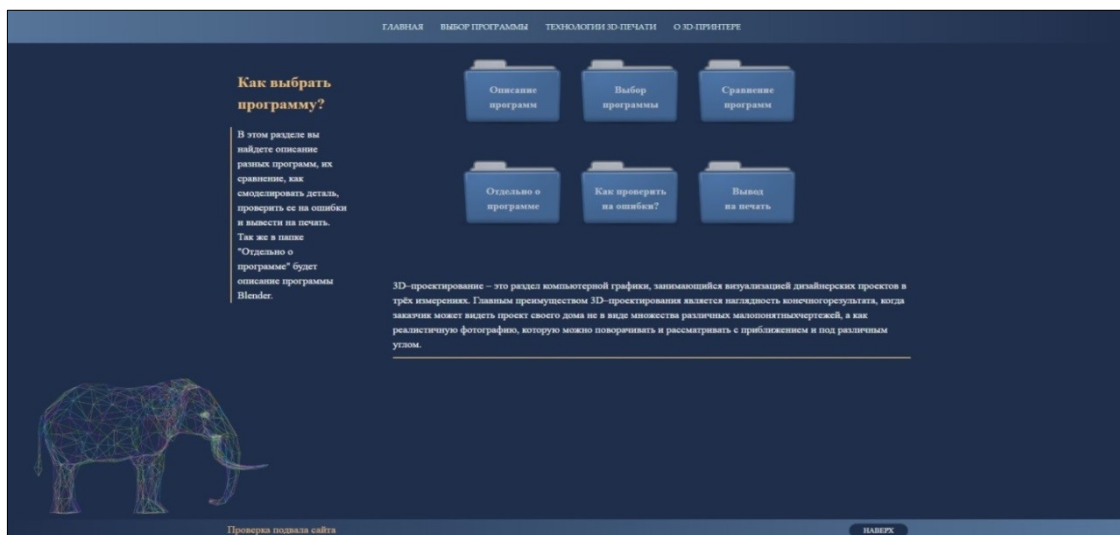 ГЛАВНАЯ ВЫБОР ПРОГРАММЫ ТЕХНОЛОГИИ 3D-ПЕЧАТИ О 3D-ПРИНТЕРЕ
Как выбрать
программу?
В этом разделе вы
найдете описание
разных программ, их
сравнение, как
смоделировать деталь,
проверить ее на ошибки
и вывести на печать.
Так же в папке
"Отдельно о
программе" будет
описание программы
Blender.
Описание
программ
Выбор
программы
Сравнение
программ
Отдельно о
программе
Как проверить
на ошибки?
Вывод
на печать
3D–проектирование – это раздел компьютерной графики, занимающийся визуализацией дизайнерских проектов в
трёх измерениях. Главным преимуществом 3D–проектирования является наглядность конечногорезультата, когда
заказчик может видеть проект своего дома не в виде множества различных малопонятныхчертежей, а как
реалистичную фотографию, которую можно поворачивать и рассматривать с приближением и под различным
углом.
Проверка подвала сайта
НАВЕРХ